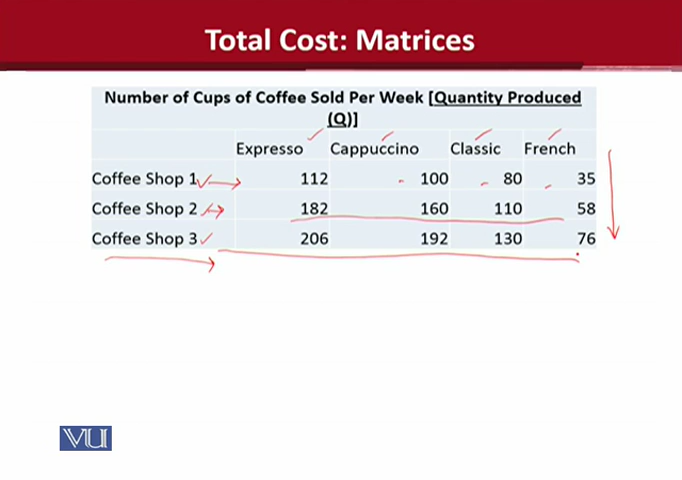 Total Cost: Matrices
Number of Cups of Coffee Sold Per Week [Quantity Produced
(Q)]
Expresso Cappuccino Classic French
Coffee Shop 1 112 100 80 35
Coffee Shop 2 182 160 110 58
Coffee Shop 3 206 192 130 76
VU